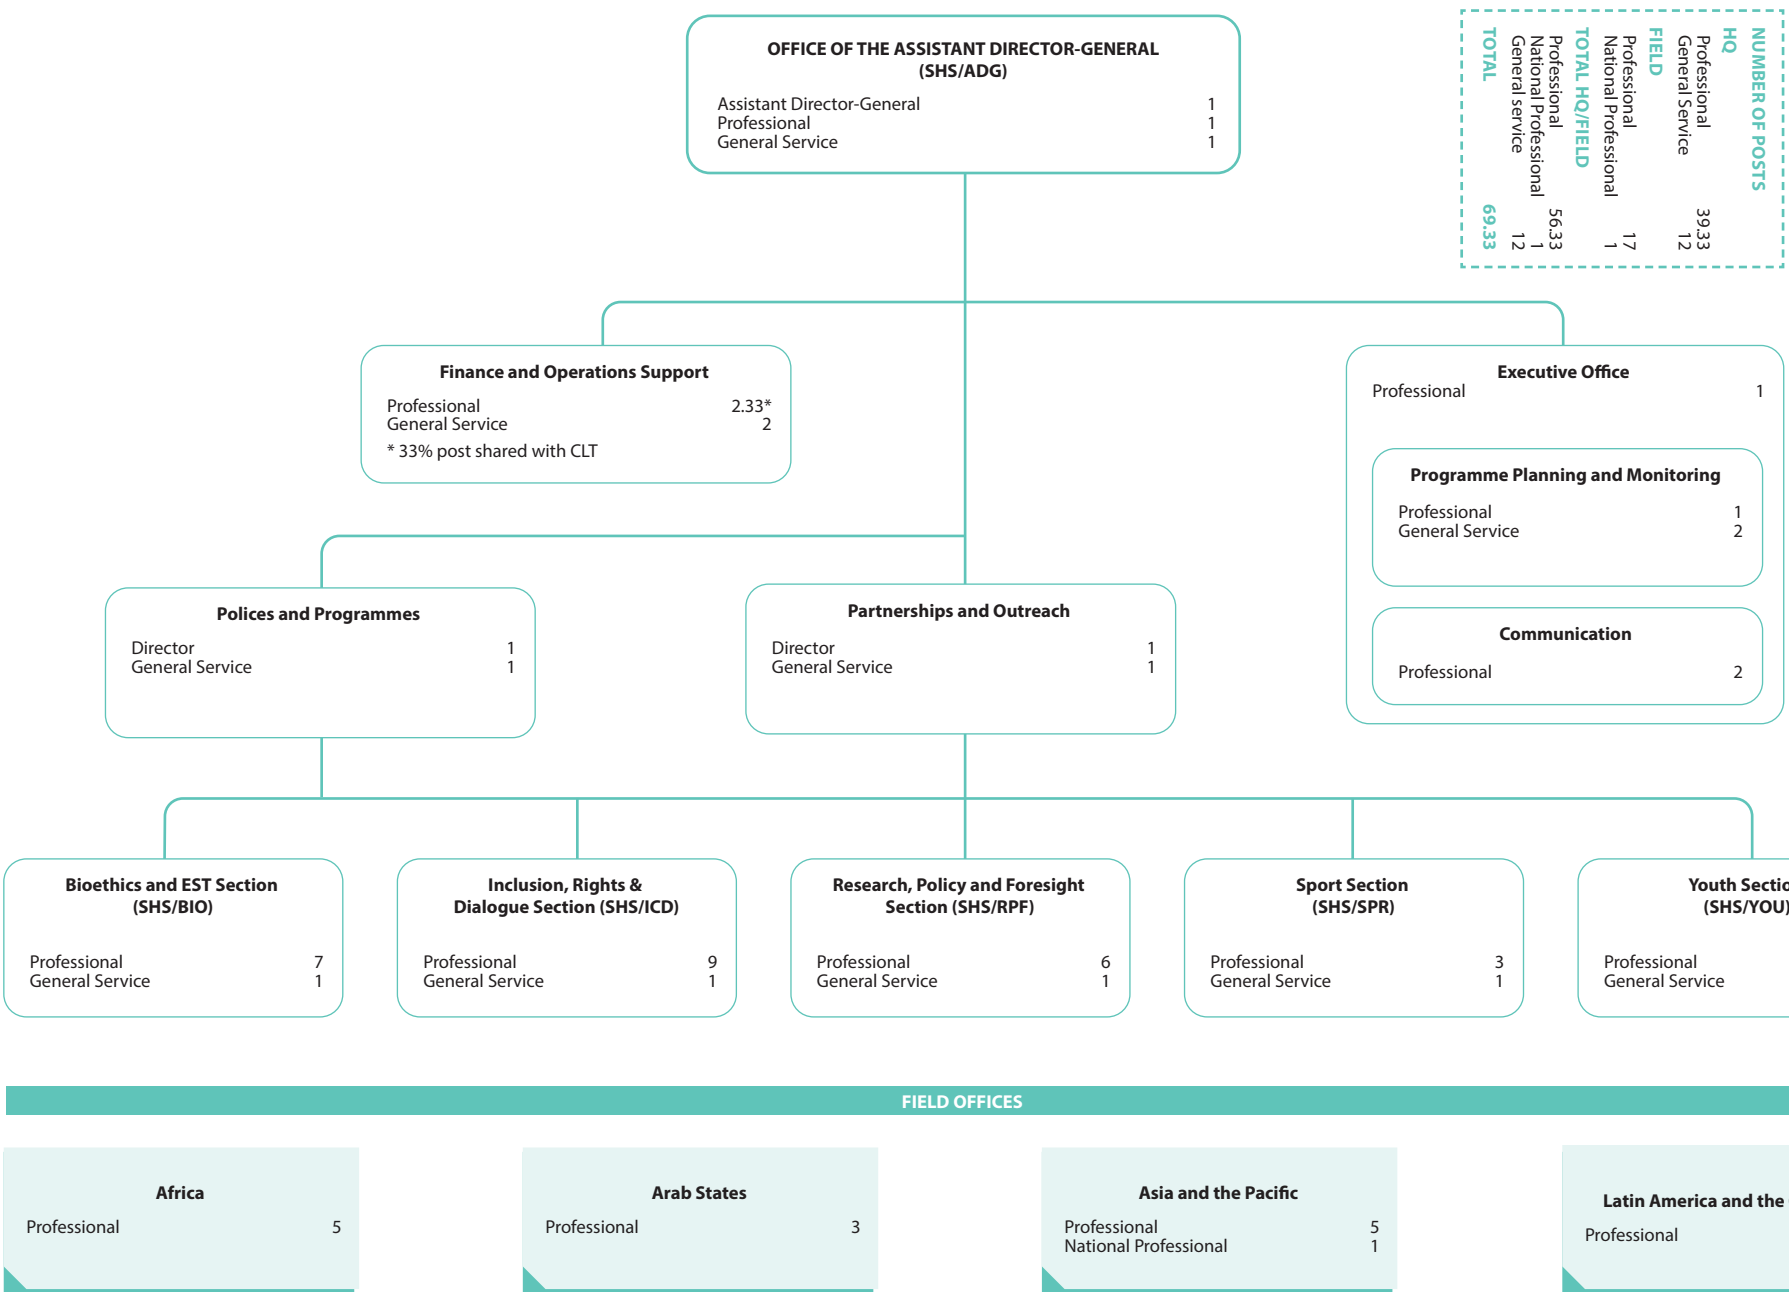 OFFICE OF THE ASSISTANT DIRECTOR-GENERAL
(SHS/ADG)
Assistant Director-General 1
Professional 1
General Service 1
NUMBER OF POSTS
HQ
Professional 39.33
General Service 12
FIELD
Professional 17
National Professional 1
TOTAL HQ/FIELD
Professional 56.33
National Professional 1
General service 12
TOTAL 69.33
Finance and Operations Support
Professional 2.33*
General Service 2
* 33% post shared with CLT
Executive Office
Professional 1
Programme Planning and Monitoring
Professional 1
General Service 2
Communication
Professional 2
Polices and Programmes
Director 1
General Service 1
Partnerships and Outreach
Director 1
General Service 1
Bioethics and EST Section
(SHS/BIO)
Professional 7
General Service 1
Inclusion, Rights &
Dialogue Section (SHS/ICD)
Professional 9
General Service 1
Research, Policy and Foresight
Section (SHS/RPF)
Professional 6
General Service 1
Sport Section
(SHS/SPR)
Professional 3
General Service 1
Youth Sectio
(SHS/YOU)
Professional
General Service
FIELD OFFICES
Africa
Professional 5
Arab States
Professional 3
Asia and the Pacific
Professional 5
National Professional 1
Latin America and the
Professional